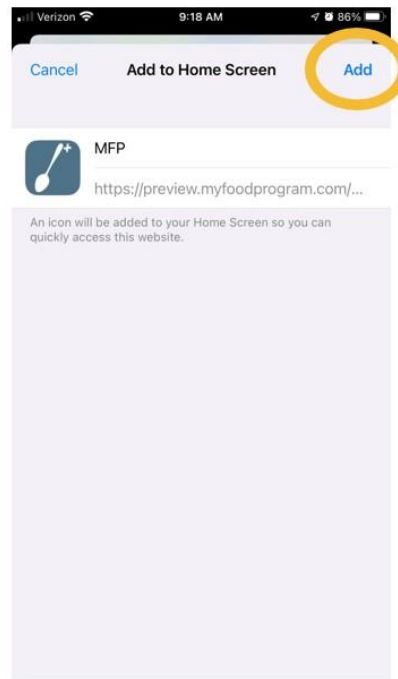 Verizon 9:18 AM 86%
Cancel Add to Home Screen Add
MFP
https://preview.myfoodprogram.com/...
An icon will be added to your Home Screen so you can
quickly access this website.